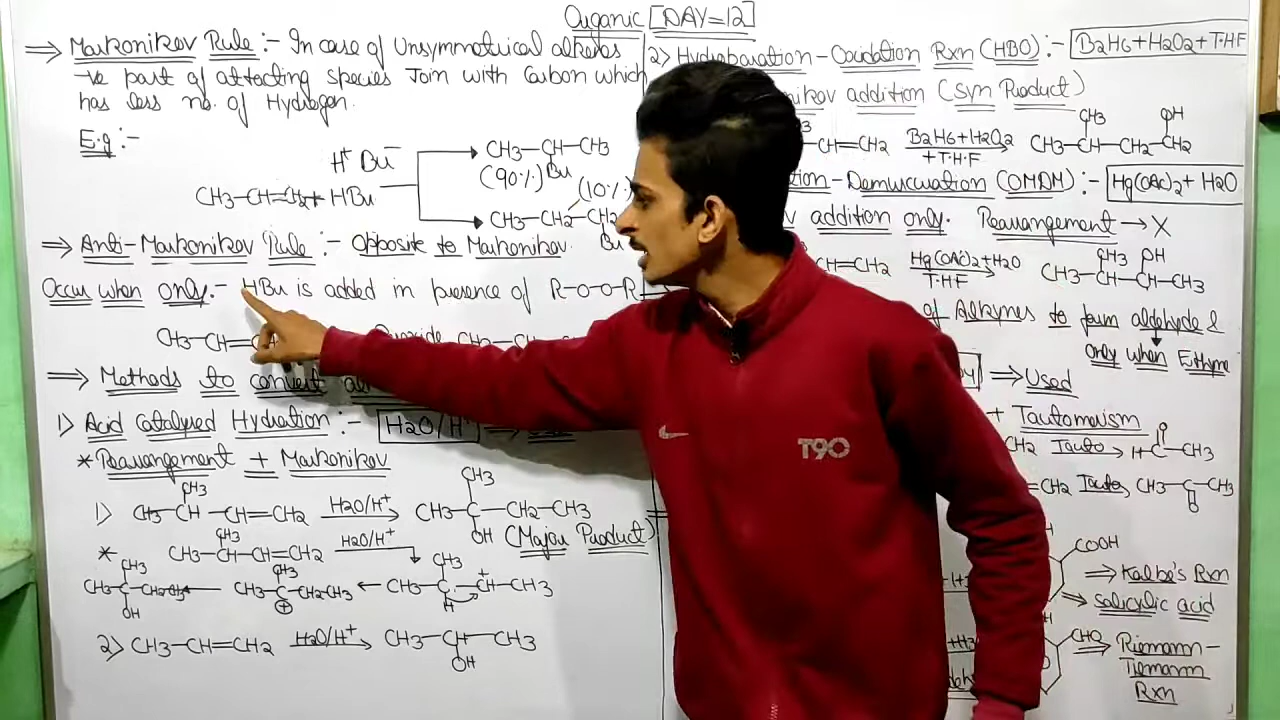 Organic [DAY=12]
⇒ Markonikov Rule :- In case of Unsymmetrical alkenes
-ve part of attacting species Join with Carbon which
has less no. of Hydrogen.
E.g :-
H+ Br-
CH3-CH=CH2 + HBr
CH3-CH-CH3
(90%) Br
(10%)
CH3-CH2-CH2
Br
⇒ Anti-Markonikov Rule :- Opposite to Markonikov.
Occur when only :- HBr is added in presence of R-O-O-R
CH3-CH=
⇒ Methods to convert
1) Acid Catalysed Hydration :- H2O/H+
* Rearrangement + Markonikov
CH3
1) CH3-CH-CH=CH2 H2O/H+ → CH3-C-CH2-CH3
CH3
OH (Major Product)
* CH3-CH-CH=CH2 H2O/H+
CH3
CH3-C-CH2CH3 ← CH3-C-CH2CH3 ← CH3-C-CH-CH3
CH3
OH
⊕
H
+
2) CH3-CH=CH2 H2O/H+ → CH3-CH-CH3
OH
2) Hydroboration-Oxidation Rxn (HBO) :- B2H6+H2O2+T.H.F
addition (Syn Product)
CH=CH2 B2H6+H2O2 +T.H.F → CH3-CH-CH2-CH2
CH3 OH
-Demurcuration (OMDM) :- Hg(OAc)2+H2O
addition only. Rearrangement → X
CH=CH2 Hg(OAc)2+H2O T.H.F → CH3-CH-CH-CH3
CH3 OH
of Alkynes to form aldehyde &
Only when Ethyne
⇒ Used
+ Tautomerism
CH2 Tauto → H-C-CH3
O
=CH2 Tauto → CH3-C-CH3
O
COOH
⇒ Kolbe's Rxn
⇒ salicylic acid
CHO ⇒ Riemann-
Tiemann
Rxn
T90